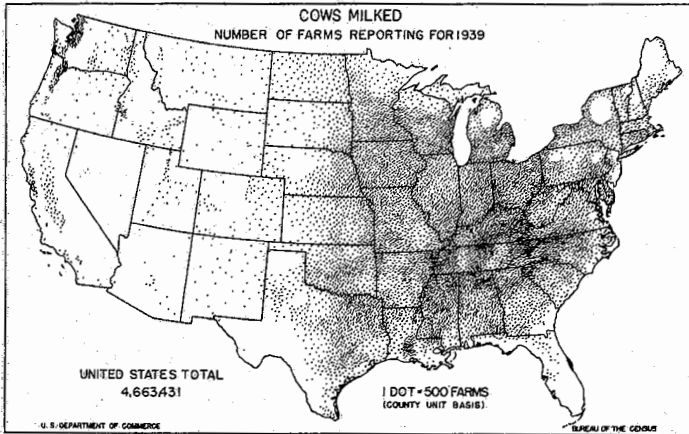 COWS MILKED
NUMBER OF FARMS REPORTING FOR 1939
UNITED STATES TOTAL
4,663,431
1 DOT = 500 FARMS
(COUNTY UNIT BASIS)
U. S. DEPARTMENT OF COMMERCE
BUREAU OF THE CENSUS